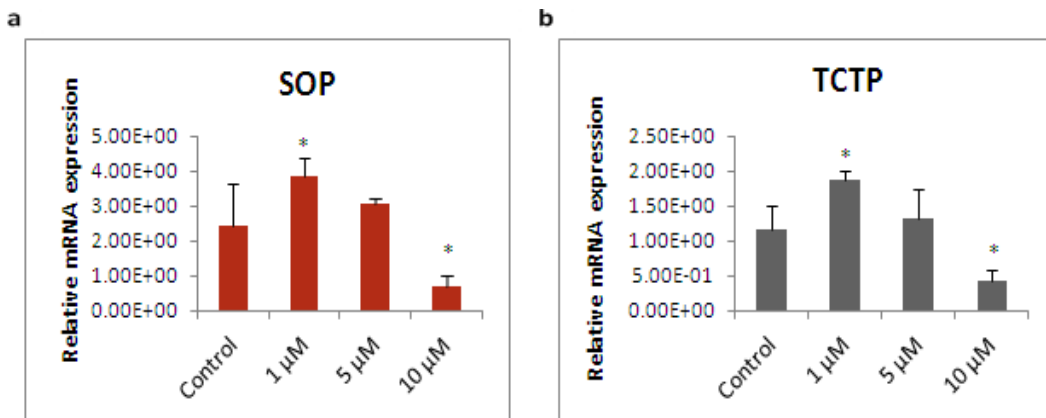 a
SOP
Relative mRNA expression
5.00E+00
4.00E+00
3.00E+00
2.00E+00
1.00E+00
0.00E+00
*
*
Control
1 µM
5 µM
10 µM
b
TCTP
Relative mRNA expression
2.50E+00
2.00E+00
1.50E+00
1.00E+00
5.00E-01
0.00E+00
*
*
Control
1 µM
5 µM
10 µM